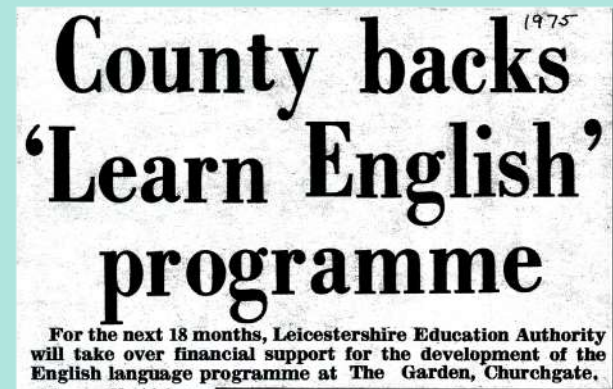 1975
County backs
‘Learn English’
programme
For the next 18 months, Leicestershire Education Authority
will take over financial support for the development of the
English language programme at The Garden, Churchgate.